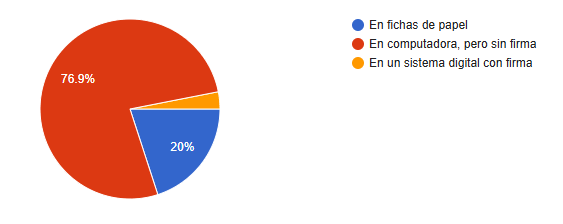 76.9%
20%
En fichas de papel
En computadora, pero sin firma
En un sistema digital con firma